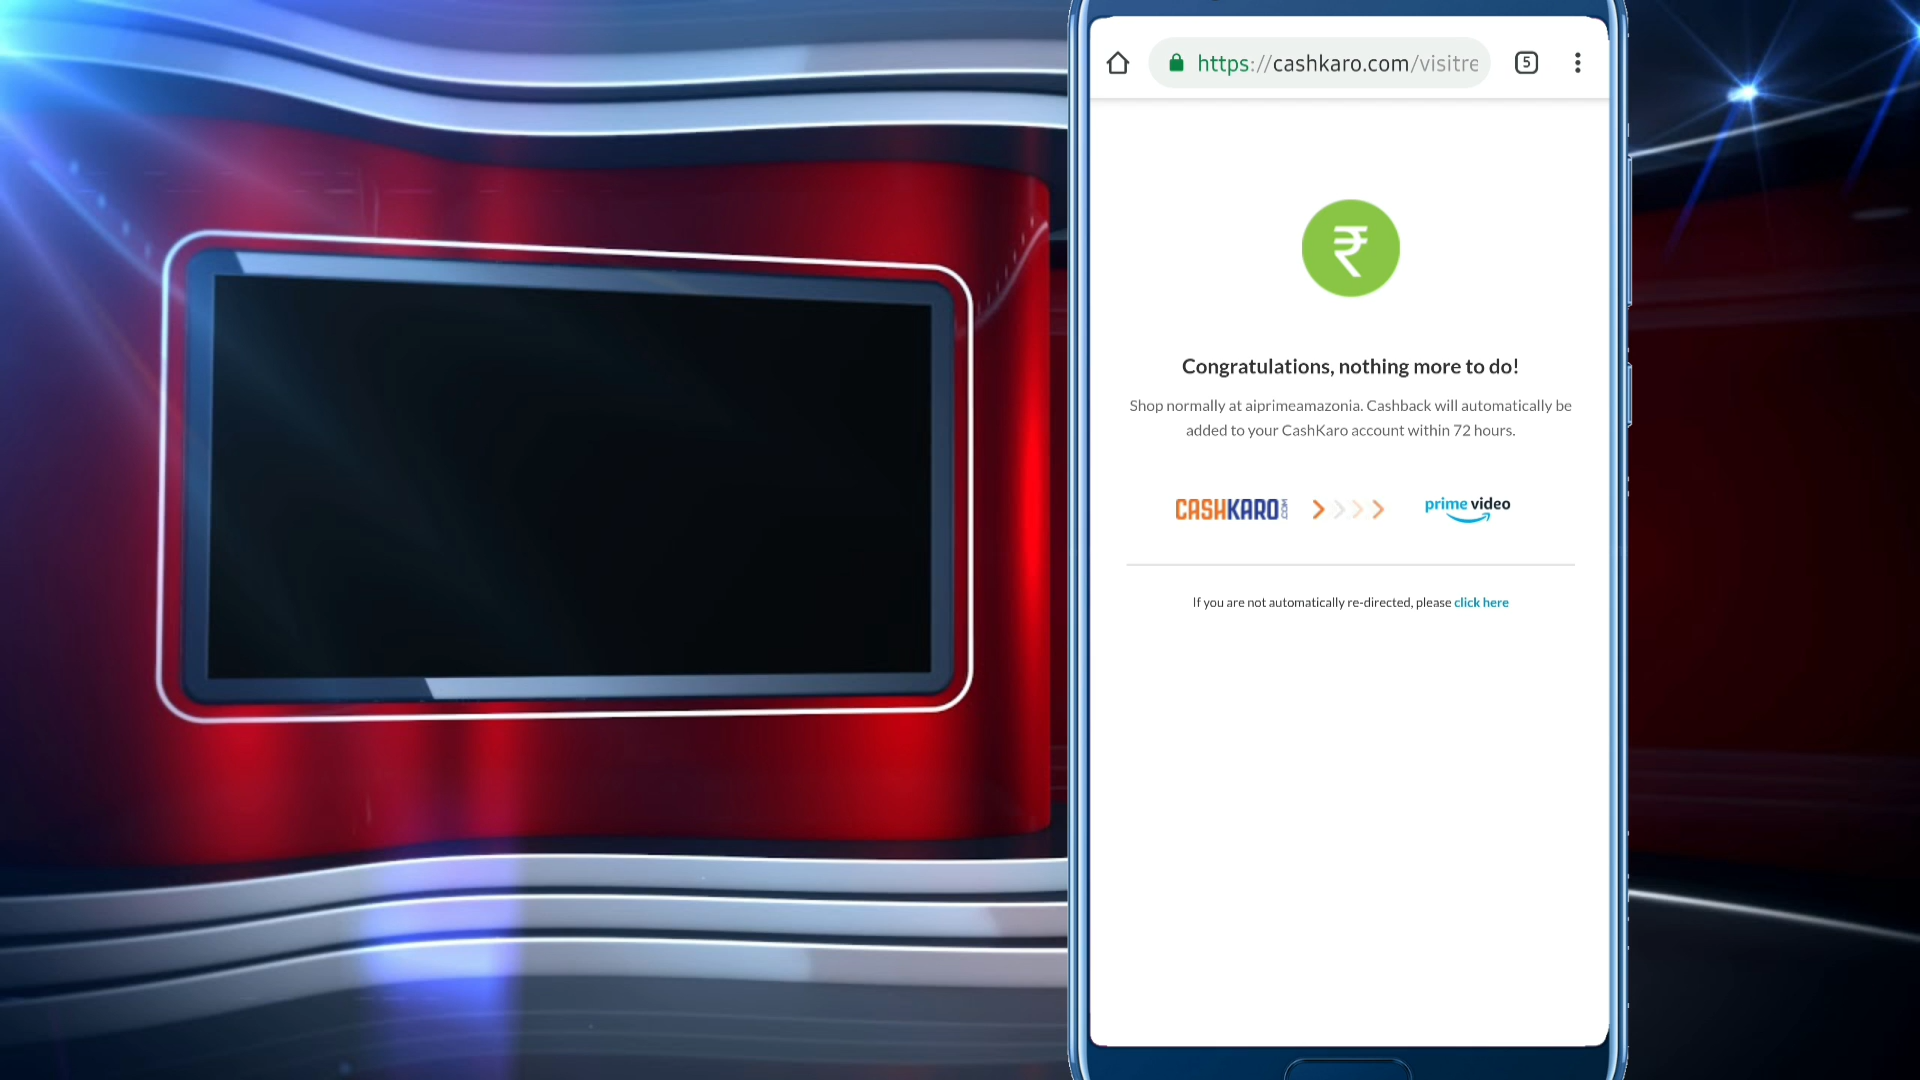 https://cashkaro.com/visitre
5
₹
Congratulations, nothing more to do!
Shop normally at aiprimeamazonia. Cashback will automatically be
added to your CashKaro account within 72 hours.
CASHKARO.COM prime video
If you are not automatically re-directed, please click here